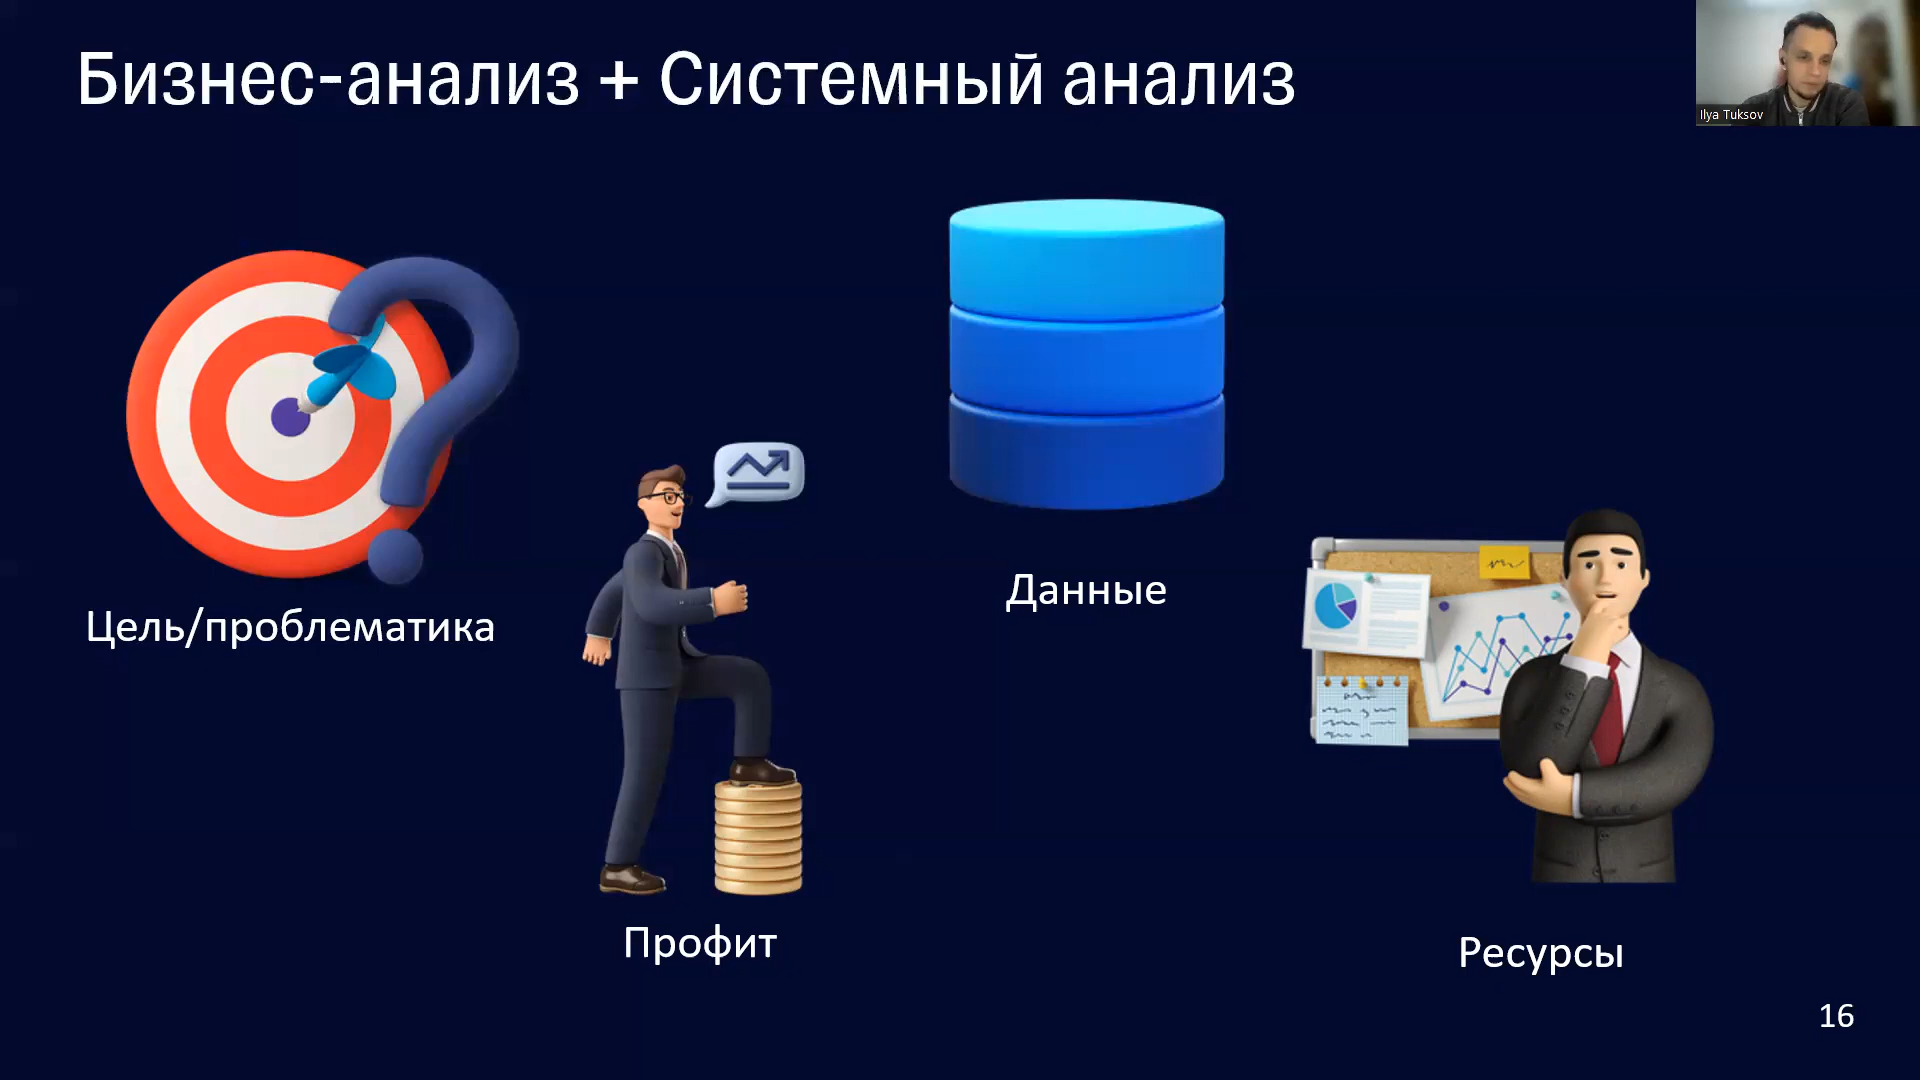 Бизнес-анализ + Системный анализ
Ilya Tuksov
Цель/проблематика
Данные
Профит
Ресурсы
16